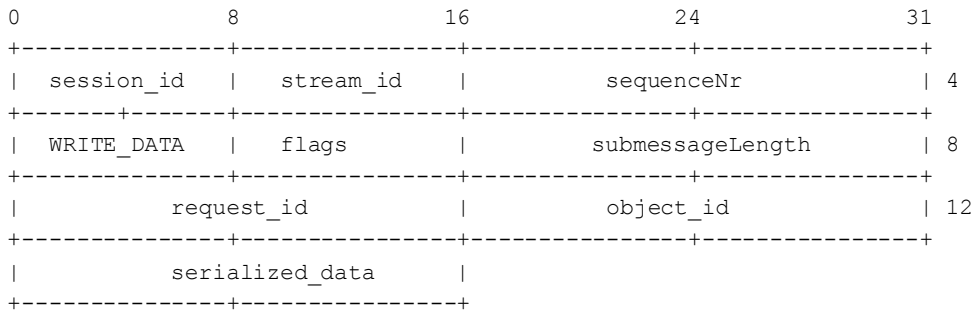 0 8 16 24 31
+---------------+----------------+----------------+----------------+
| session_id | stream_id | sequenceNr | 4
+-------+-------+----------------+----------------+----------------+
| WRITE_DATA | flags | submessageLength | 8
+---------------+----------------+----------------+----------------+
| request_id | object_id | 12
+---------------+----------------+----------------+----------------+
| serialized_data |
+---------------+----------------+